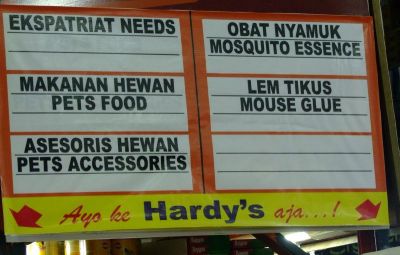 EKSPATRIAT NEEDS
MAKANAN HEWAN
PETS FOOD
ASESORIS HEWAN
PETS ACCESSORIES
OBAT NYAMUK
MOSQUITO ESSENCE
LEM TIKUS
MOUSE GLUE
Ayo ke Hardy's aja...!